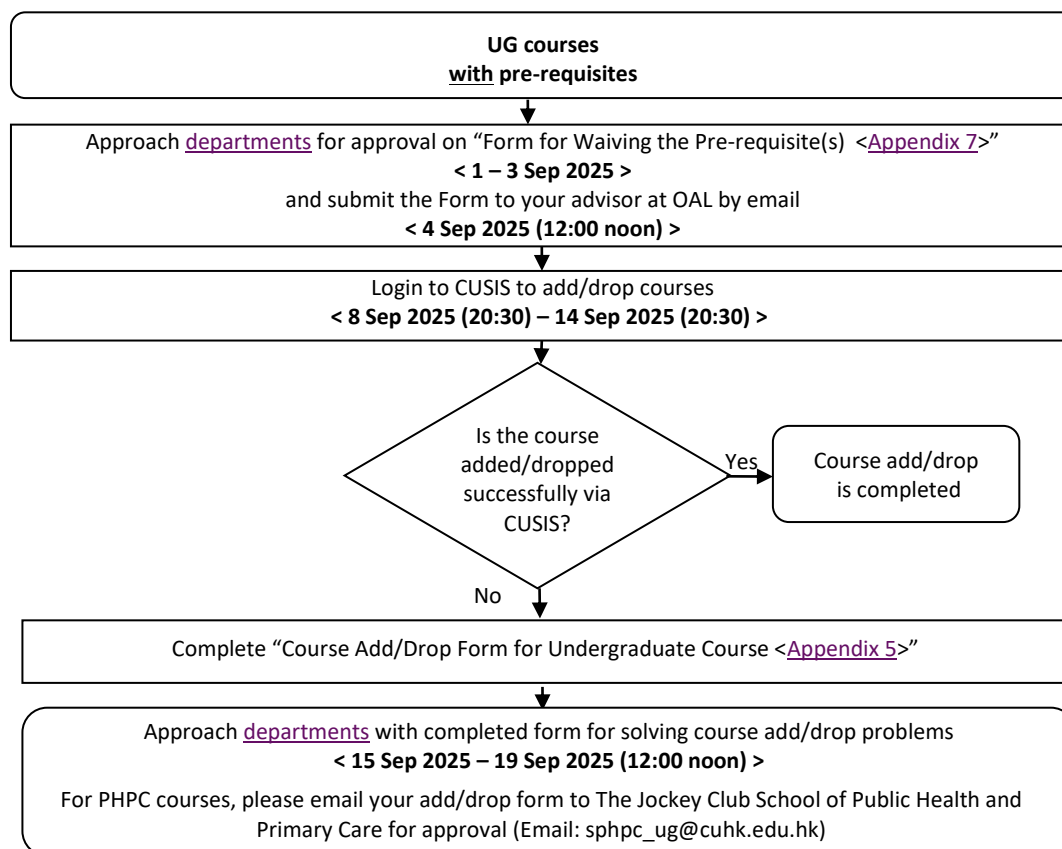 UG courses
with pre-requisites
Approach departments for approval on “Form for Waiving the Pre-requisite(s) <Appendix 7>”
< 1 – 3 Sep 2025 >
and submit the Form to your advisor at OAL by email
< 4 Sep 2025 (12:00 noon) >
Login to CUSIS to add/drop courses
< 8 Sep 2025 (20:30) – 14 Sep 2025 (20:30) >
Is the course
added/dropped
successfully via
CUSIS?
Yes
Course add/drop
is completed
No
Complete “Course Add/Drop Form for Undergraduate Course <Appendix 5>”
Approach departments with completed form for solving course add/drop problems
< 15 Sep 2025 – 19 Sep 2025 (12:00 noon) >
For PHPC courses, please email your add/drop form to The Jockey Club School of Public Health and
Primary Care for approval (Email: sphpc_ug@cuhk.edu.hk)